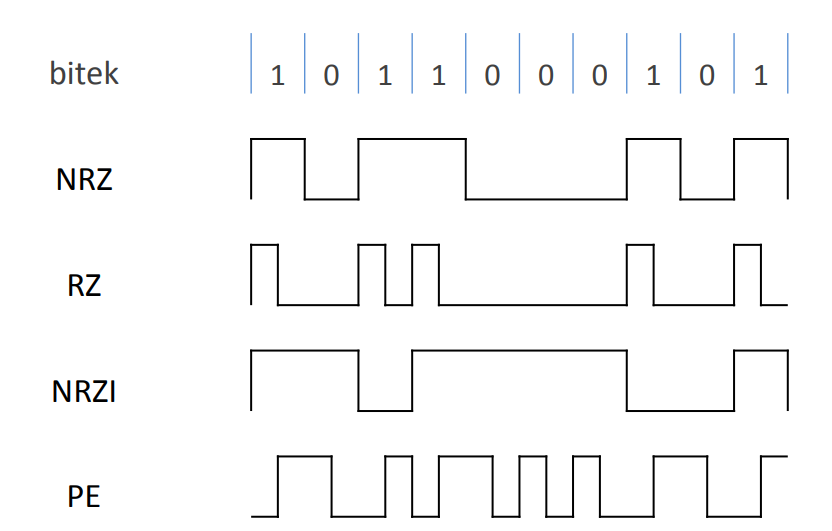 bitek 1 0 1 1 0 0 0 1 0 1
NRZ
RZ
NRZI
PE